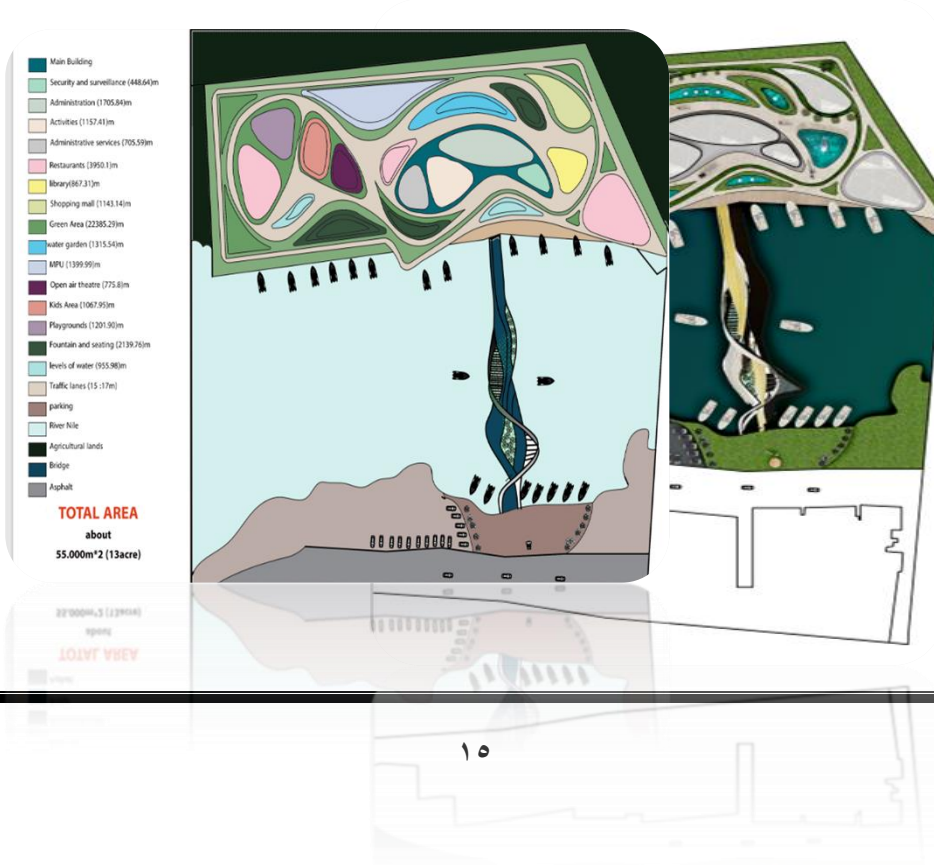 Main Building
Security and surveillance (448.64)m
Administration (1705.84)m
Activities (1157.41)m
Administrative services (705.59)m
Restaurants (3950.1)m
library(867.31)m
Shopping mall (1143.14)m
Green Area (22385.29)m
water garden (1315.54)m
MPU (1399.99)m
Open air theatre (775.8)m
Kids Area (1067.95)m
Playgrounds (1201.90)m
Fountain and seating (2139.76)m
levels of water (955.98)m
Traffic lanes (15 :17m)
parking
River Nile
Agricultural lands
Bridge
Asphalt
TOTAL AREA
about
55.000m*2 (13acre)
١٥